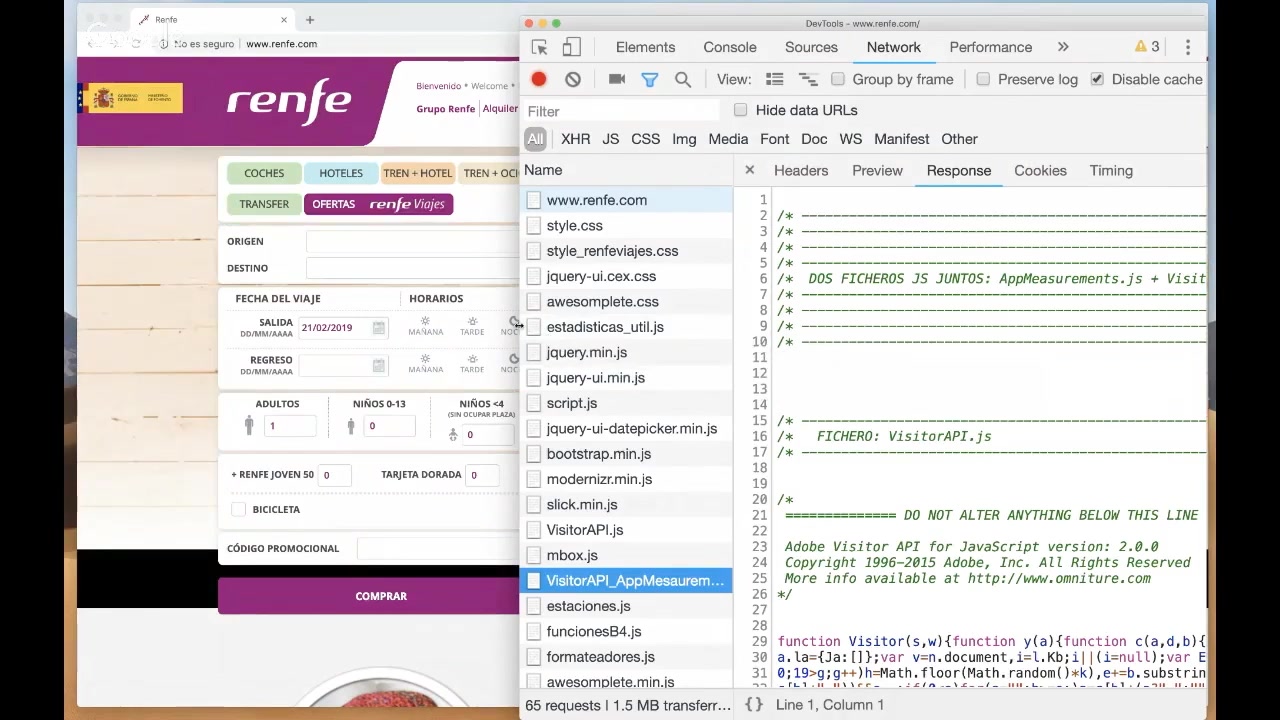 Renfe
No es seguro | www.renfe.com
renfe
Bienvenido • Welcome •
Grupo Renfe | Alquiler
COCHES HOTELES TREN + HOTEL TREN + OCI
TRANSFER OFERTAS renfe Viajes
ORIGEN
DESTINO
FECHA DEL VIAJE HORARIOS
SALIDA
DD/MM/AAAA
21/02/2019
MAÑANA TARDE NOC
REGRESO
DD/MM/AAAA
MAÑANA TARDE NOCHE
ADULTOS NIÑOS 0-13 NIÑOS <4
(SIN OCUPAR PLAZA)
1 0 0
+ RENFE JOVEN 50 0 TARJETA DORADA 0
BICICLETA
CÓDIGO PROMOCIONAL
COMPRAR
DevTools - www.renfe.com/
Elements Console Sources Network Performance » 3
View: Group by frame Preserve log Disable cache
Filter Hide data URLs
All XHR JS CSS Img Media Font Doc WS Manifest Other
Name
www.renfe.com
style.css
style_renfeviajes.css
jquery-ui.cex.css
awesomplete.css
estadisticas_util.js
jquery.min.js
jquery-ui.min.js
script.js
jquery-ui-datepicker.min.js
bootstrap.min.js
modernizr.min.js
slick.min.js
VisitorAPI.js
mbox.js
VisitorAPI_AppMesaurem…
estaciones.js
funcionesB4.js
formateadores.js
awesomplete.min.js
65 requests | 1.5 MB transferr…
× Headers Preview Response Cookies Timing
1
2 /* ----------------------------------------
3 /* ----------------------------------------
4 /* ----------------------------------------
5 /* ----------------------------------------
6 /* DOS FICHEROS JS JUNTOS: AppMeasurements.js + Visit
7 /* ----------------------------------------
8 /* ----------------------------------------
9 /* ----------------------------------------
10 /* ----------------------------------------
11
12
13
14
15 /* ----------------------------------------
16 /* FICHERO: VisitorAPI.js
17 /* ----------------------------------------
18
19
20 /*
21 ============== DO NOT ALTER ANYTHING BELOW THIS LINE
22
23 Adobe Visitor API for JavaScript version: 2.0.0
24 Copyright 1996-2015 Adobe, Inc. All Rights Reserved
25 More info available at http://www.omniture.com
26 */
27
28
29 function Visitor(s,w){function y(a){function c(a,d,b){
30 a.la={Ja:[]};var v=n.document,i=l.Kb;i||(i=null);var E
31 0;19>g;g++)h=Math.floor(Math.random()*k),e+=b.substrin
{} Line 1, Column 1